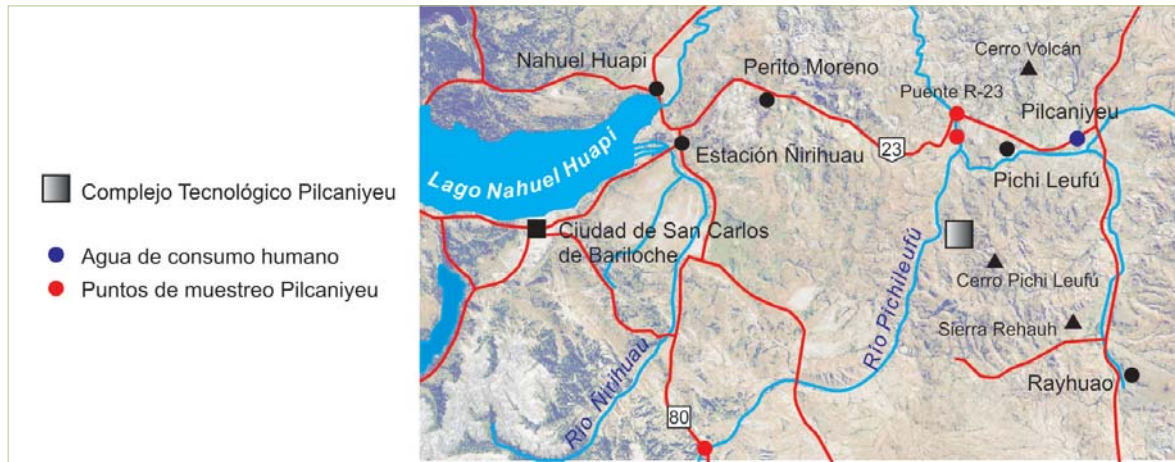 Complejo Tecnológico Pilcaniyeu
Agua de consumo humano
Puntos de muestreo Pilcaniyeu
Nahuel Huapi
Perito Moreno
Cerro Volcán
Puente R-23
Pilcaniyeu
23
Estación Ñirihuau
Pichi Leufú
Lago Nahuel Huapi
Ciudad de San Carlos
de Bariloche
Cerro Pichi Leufú
Río Pichileufú
Sierra Rehauh
Rayhuao
Río Ñirihuau
80